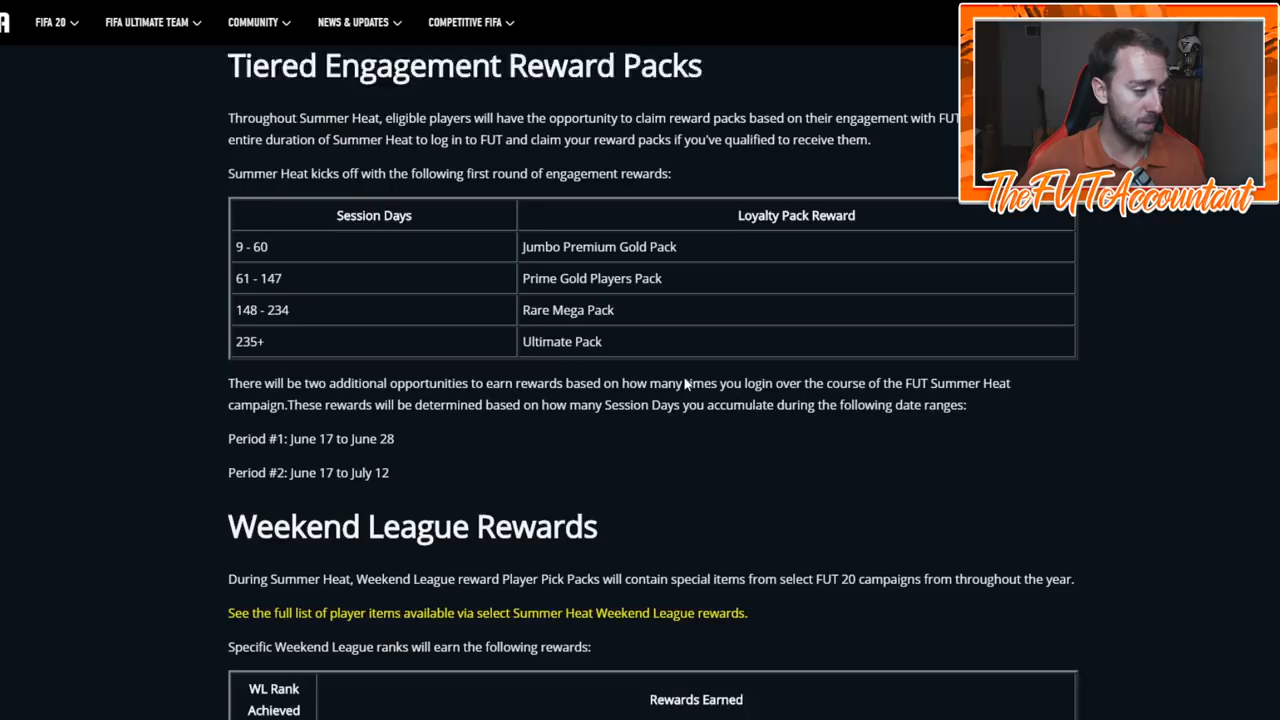 FIFA 20 FIFA ULTIMATE TEAM COMMUNITY NEWS & UPDATES COMPETITIVE FIFA
Tiered Engagement Reward Packs
Throughout Summer Heat, eligible players will have the opportunity to claim reward packs based on their engagement with FUT
entire duration of Summer Heat to log in to FUT and claim your reward packs if you've qualified to receive them.
Summer Heat kicks off with the following first round of engagement rewards:
Session Days Loyalty Pack Reward
9 - 60 Jumbo Premium Gold Pack
61 - 147 Prime Gold Players Pack
148 - 234 Rare Mega Pack
235+ Ultimate Pack
TheFUTAccountant
There will be two additional opportunities to earn rewards based on how many times you login over the course of the FUT Summer Heat
campaign.These rewards will be determined based on how many Session Days you accumulate during the following date ranges:
Period #1: June 17 to June 28
Period #2: June 17 to July 12
Weekend League Rewards
During Summer Heat, Weekend League reward Player Pick Packs will contain special items from select FUT 20 campaigns from throughout the year.
See the full list of player items available via select Summer Heat Weekend League rewards.
Specific Weekend League ranks will earn the following rewards:
WL Rank
Achieved
Rewards Earned